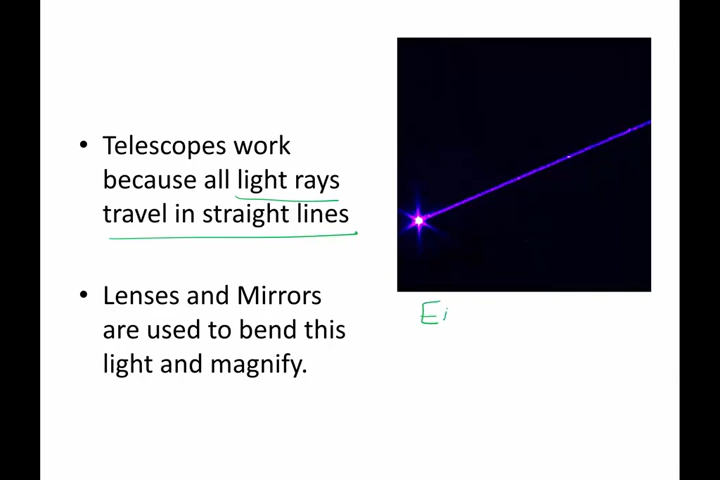 • Telescopes work
because all light rays
travel in straight lines
• Lenses and Mirrors
are used to bend this
light and magnify.
Ei